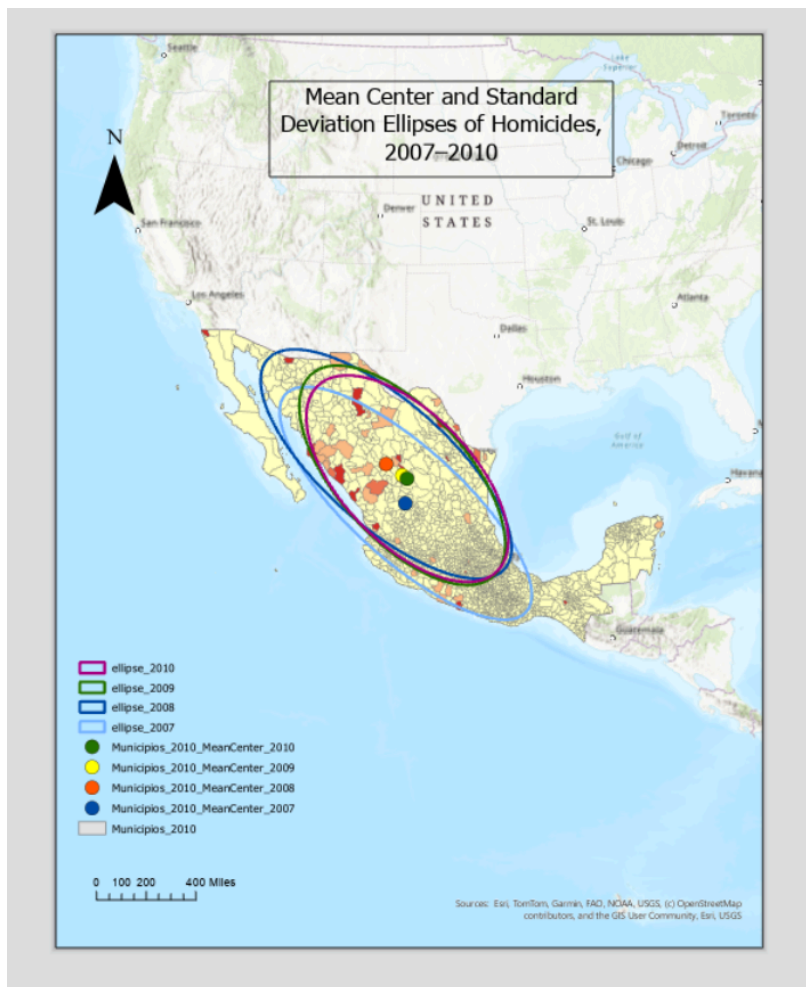 Seattle
Lake
Superior
Mean Center and Standard
Deviation Ellipses of Homicides,
2007–2010
Toronto
Detroit
Chicago
N
Denver
UNITED
STATES
San Francisco
St. Louis
Los Angeles
Atlanta
Dallas
Houston
Gulf of
America
Havana
Guatemala
ellipse_2010
ellipse_2009
ellipse_2008
ellipse_2007
Municipios_2010_MeanCenter_2010
Municipios_2010_MeanCenter_2009
Municipios_2010_MeanCenter_2008
Municipios_2010_MeanCenter_2007
Municipios_2010
0 100 200 400 Miles
Sources: Esri, TomTom, Garmin, FAO, NOAA, USGS, (c) OpenStreetMap
contributors, and the GIS User Community, Esri, USGS